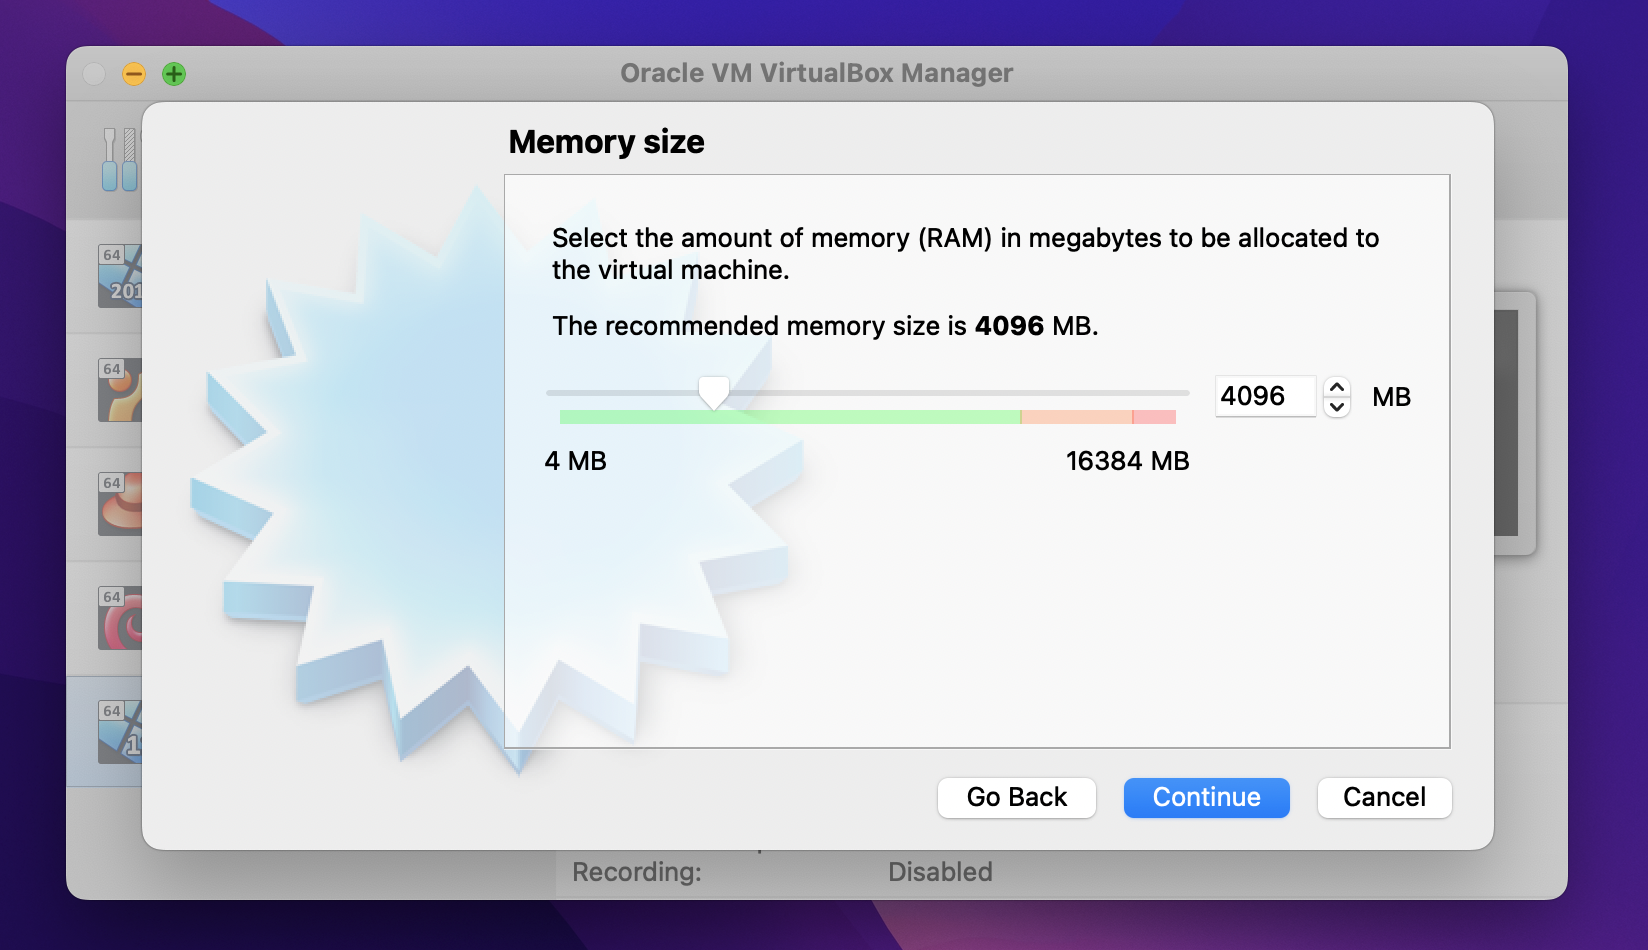 Oracle VM VirtualBox Manager
Memory size
Select the amount of memory (RAM) in megabytes to be allocated to
the virtual machine.
The recommended memory size is 4096 MB.
4096 MB
4 MB 16384 MB
64
201
64
64
64
64
1
Go Back Continue Cancel
Recording: Disabled